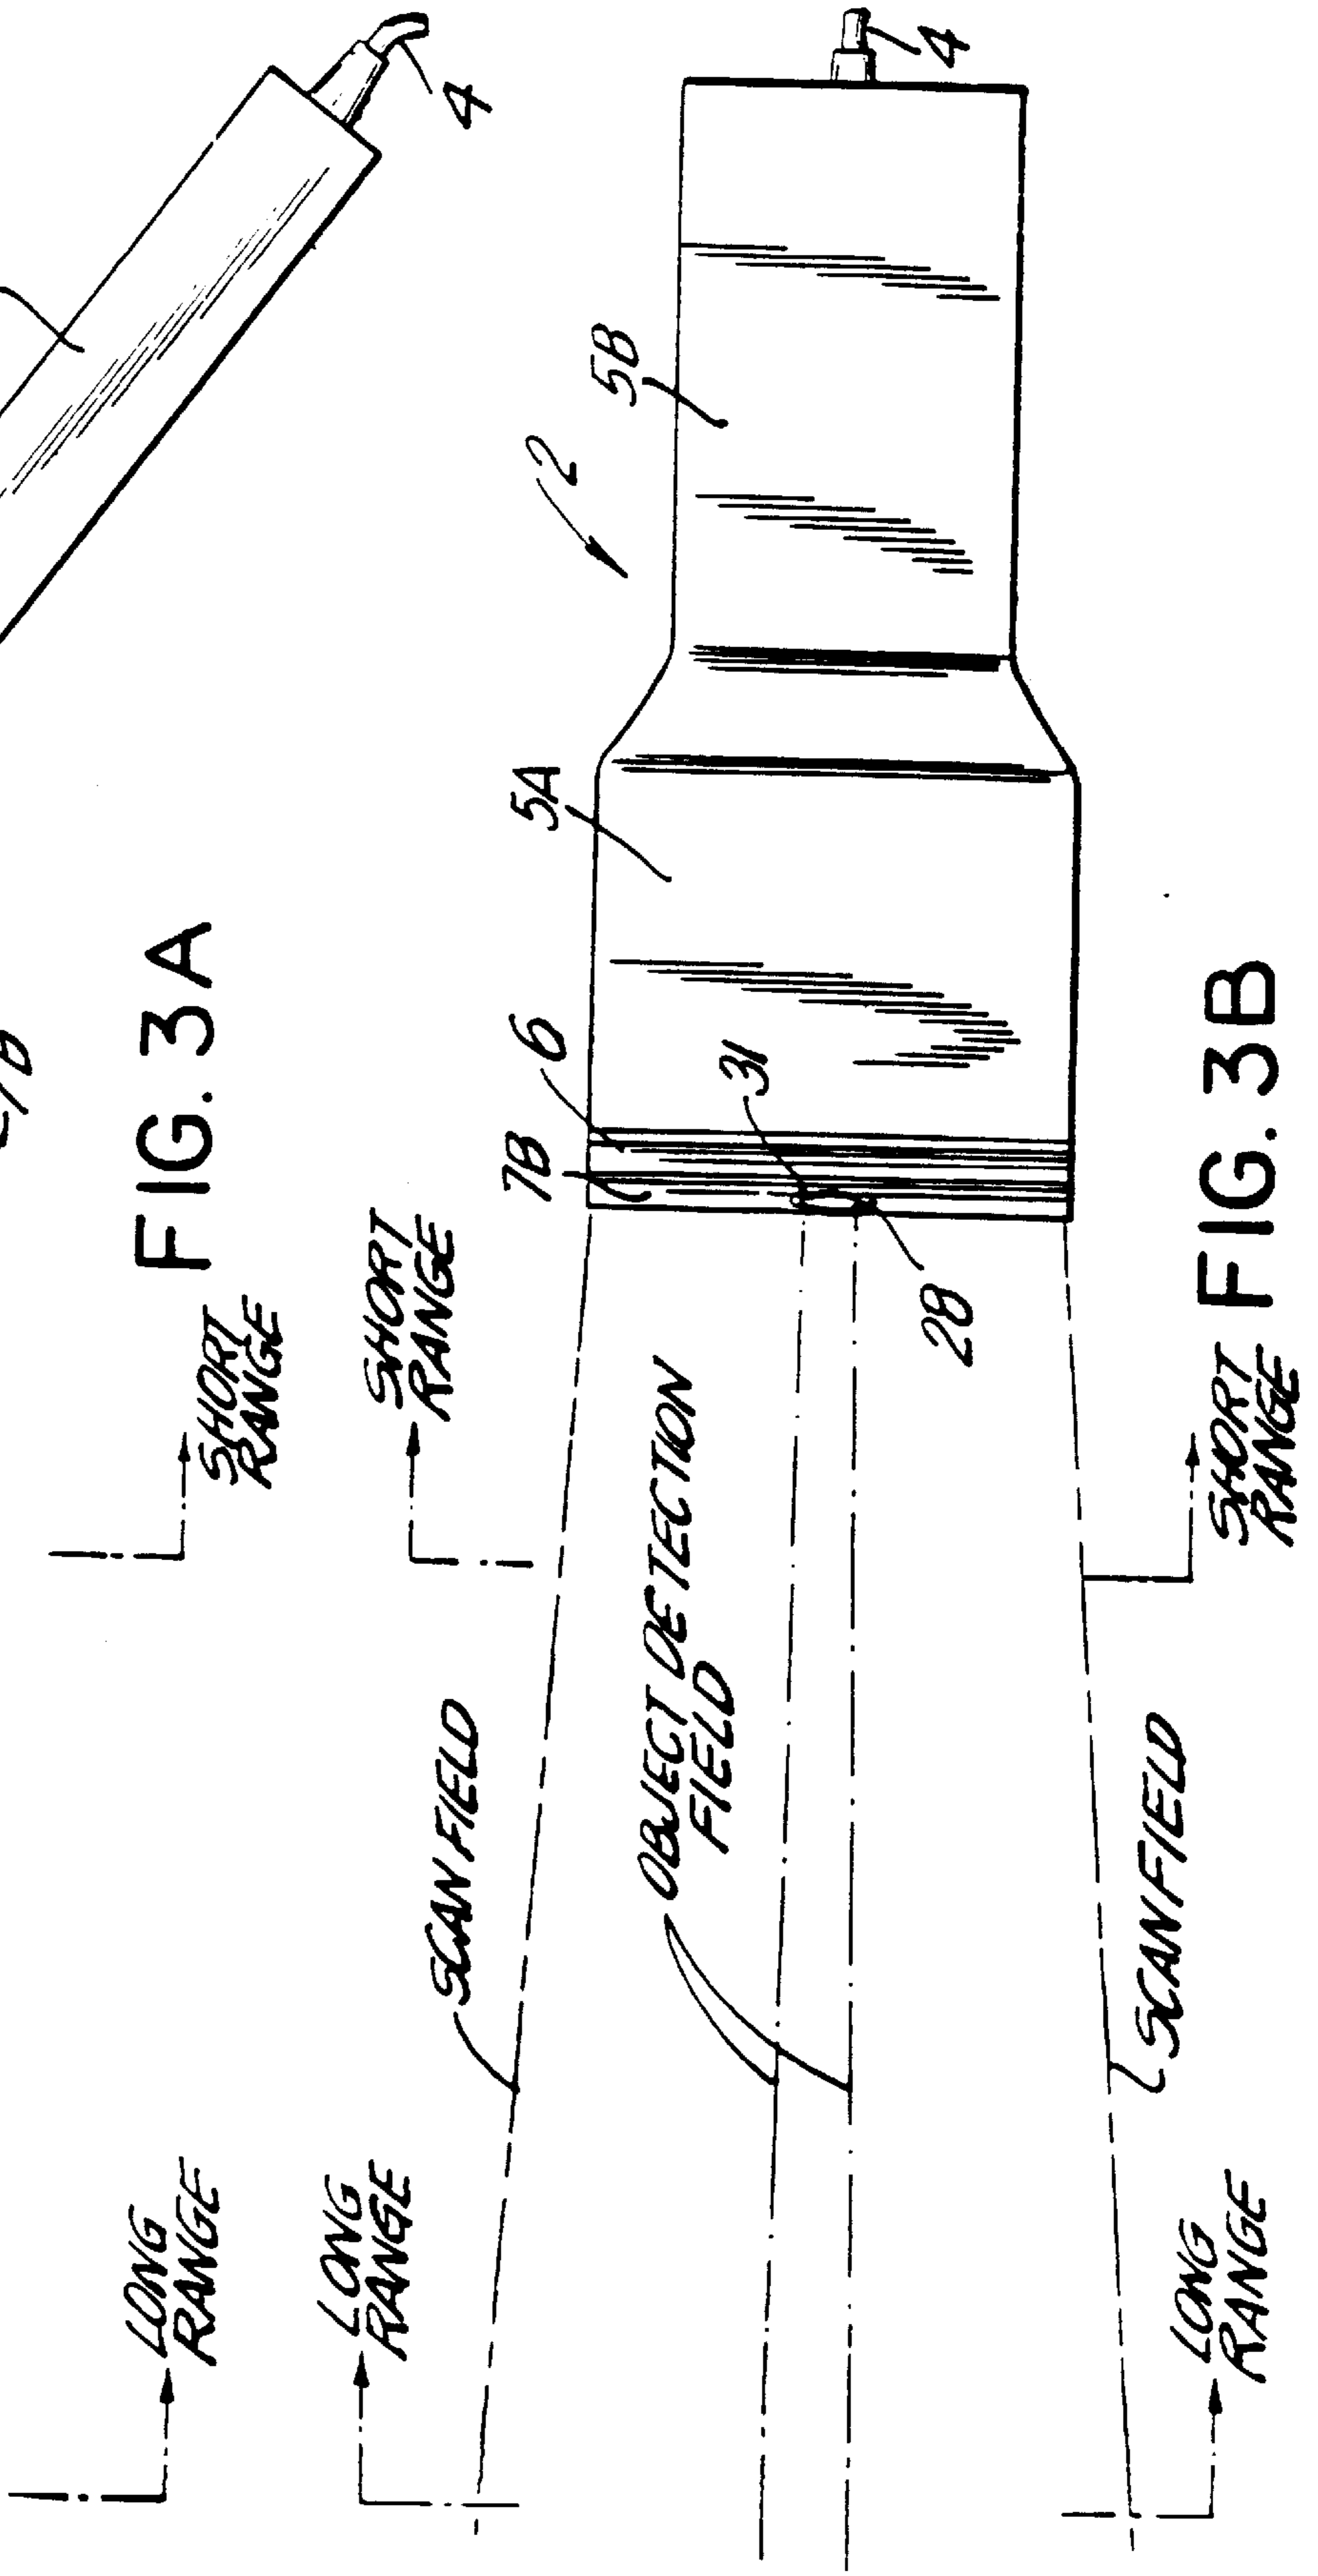 LONG
RANGE
SHORT
RANGE
FIG. 3A
4
LONG
RANGE
SHORT
RANGE
SCAN FIELD
7B
6
5A
2
5B
OBJECT DETECTION
FIELD
31
28
4
SCAN FIELD
LONG
RANGE
SHORT
RANGE
FIG. 3B